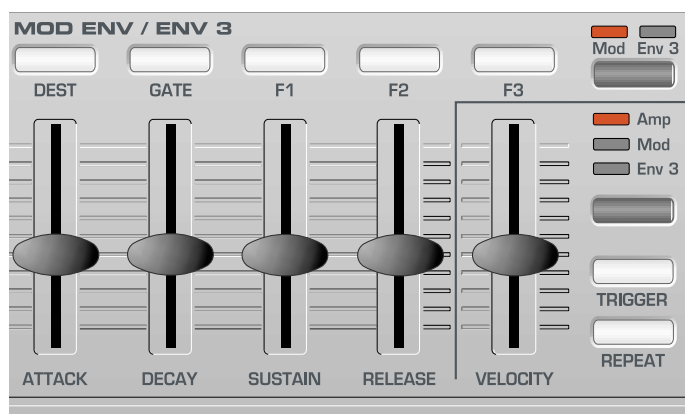 MOD ENV / ENV 3
Mod Env 3
DEST GATE F1 F2 F3
Amp
Mod
Env 3
TRIGGER
REPEAT
ATTACK DECAY SUSTAIN RELEASE VELOCITY